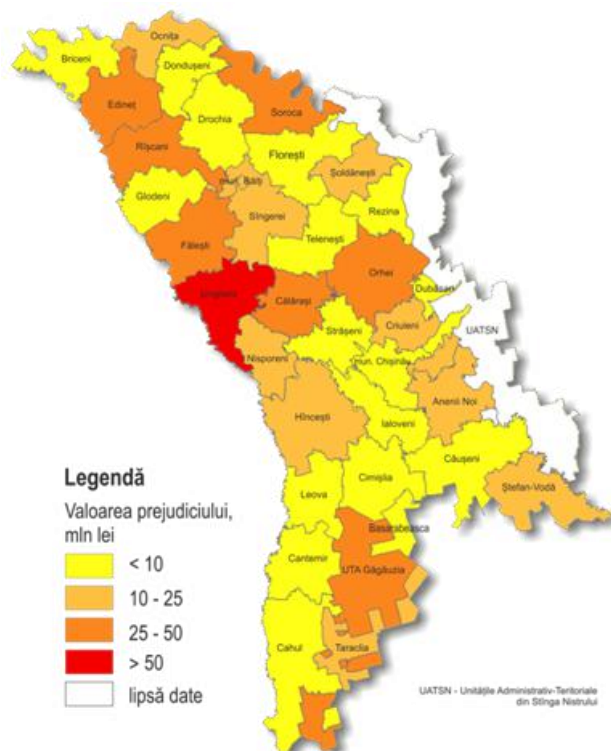 Ocnița
Briceni
Dondușeni
Edineț
Soroca
Drochia
Rîșcani
Florești
Șoldănești
mun. Bălți
Glodeni
Sîngerei
Rezina
Telenești
Fălești
Orhei
Ungheni
Călărași
Dubăsari
Strășeni
Criuleni
UATSN
Nisporeni
mun. Chișinău
Anenii Noi
Hîncești
Ialoveni
Căușeni
Cimișlia
Leova
Ștefan-Vodă
Basarabeasca
Cantemir
UTA Găgăuzia
Cahul
Taraclia
Legendă
Valoarea prejudiciului,
mln lei
< 10
10 - 25
25 - 50
> 50
lipsă date
UATSN - Unitățile Administrativ-Teritoriale
din Stînga Nistrului